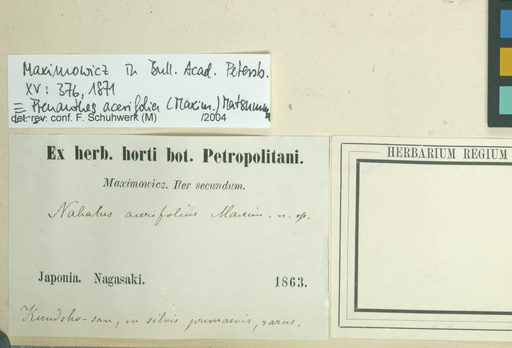 Maximowicz in Bull. Acad. Petersb.
XV: 376, 1871
≡ Prenanthes acerifolia (Maxim.) Matsum.
det. rev. conf. F. Schuhwerk (M) /2004
Ex herb. horti bot. Petropolitani.
Maximowicz. Iter secundum.
Nabalus acerifolius Maxim. n. sp.
Japonia. Nagasaki. 1863.
Kundsho-san, in silvis primaevis, rarus.
HERBARIUM REGIUM